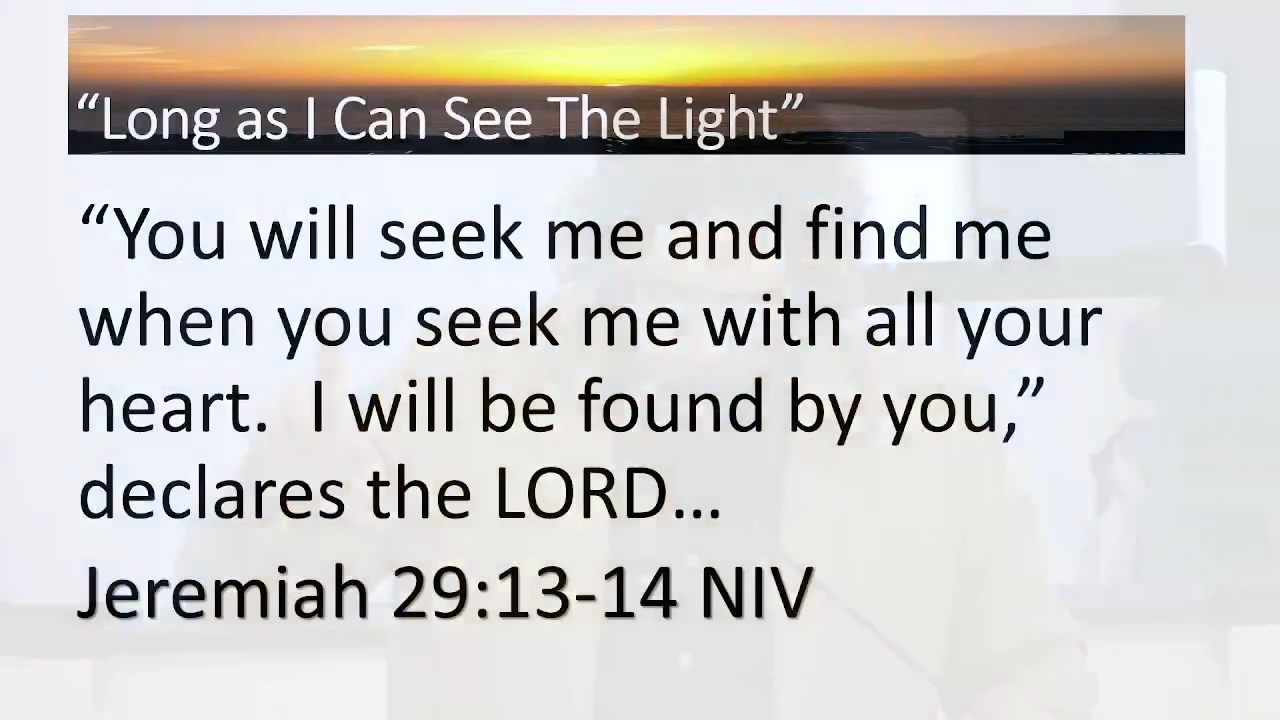 “Long as I Can See The Light”
“You will seek me and find me
when you seek me with all your
heart.  I will be found by you,”
declares the LORD...
Jeremiah 29:13-14 NIV